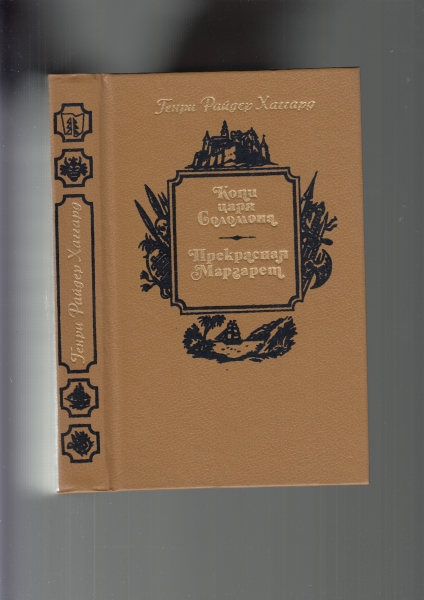 Генри Райдер Хаггард
Генри Райдер Хаггард
Копи
царя
Соломона
Прекрасная
Маргарет